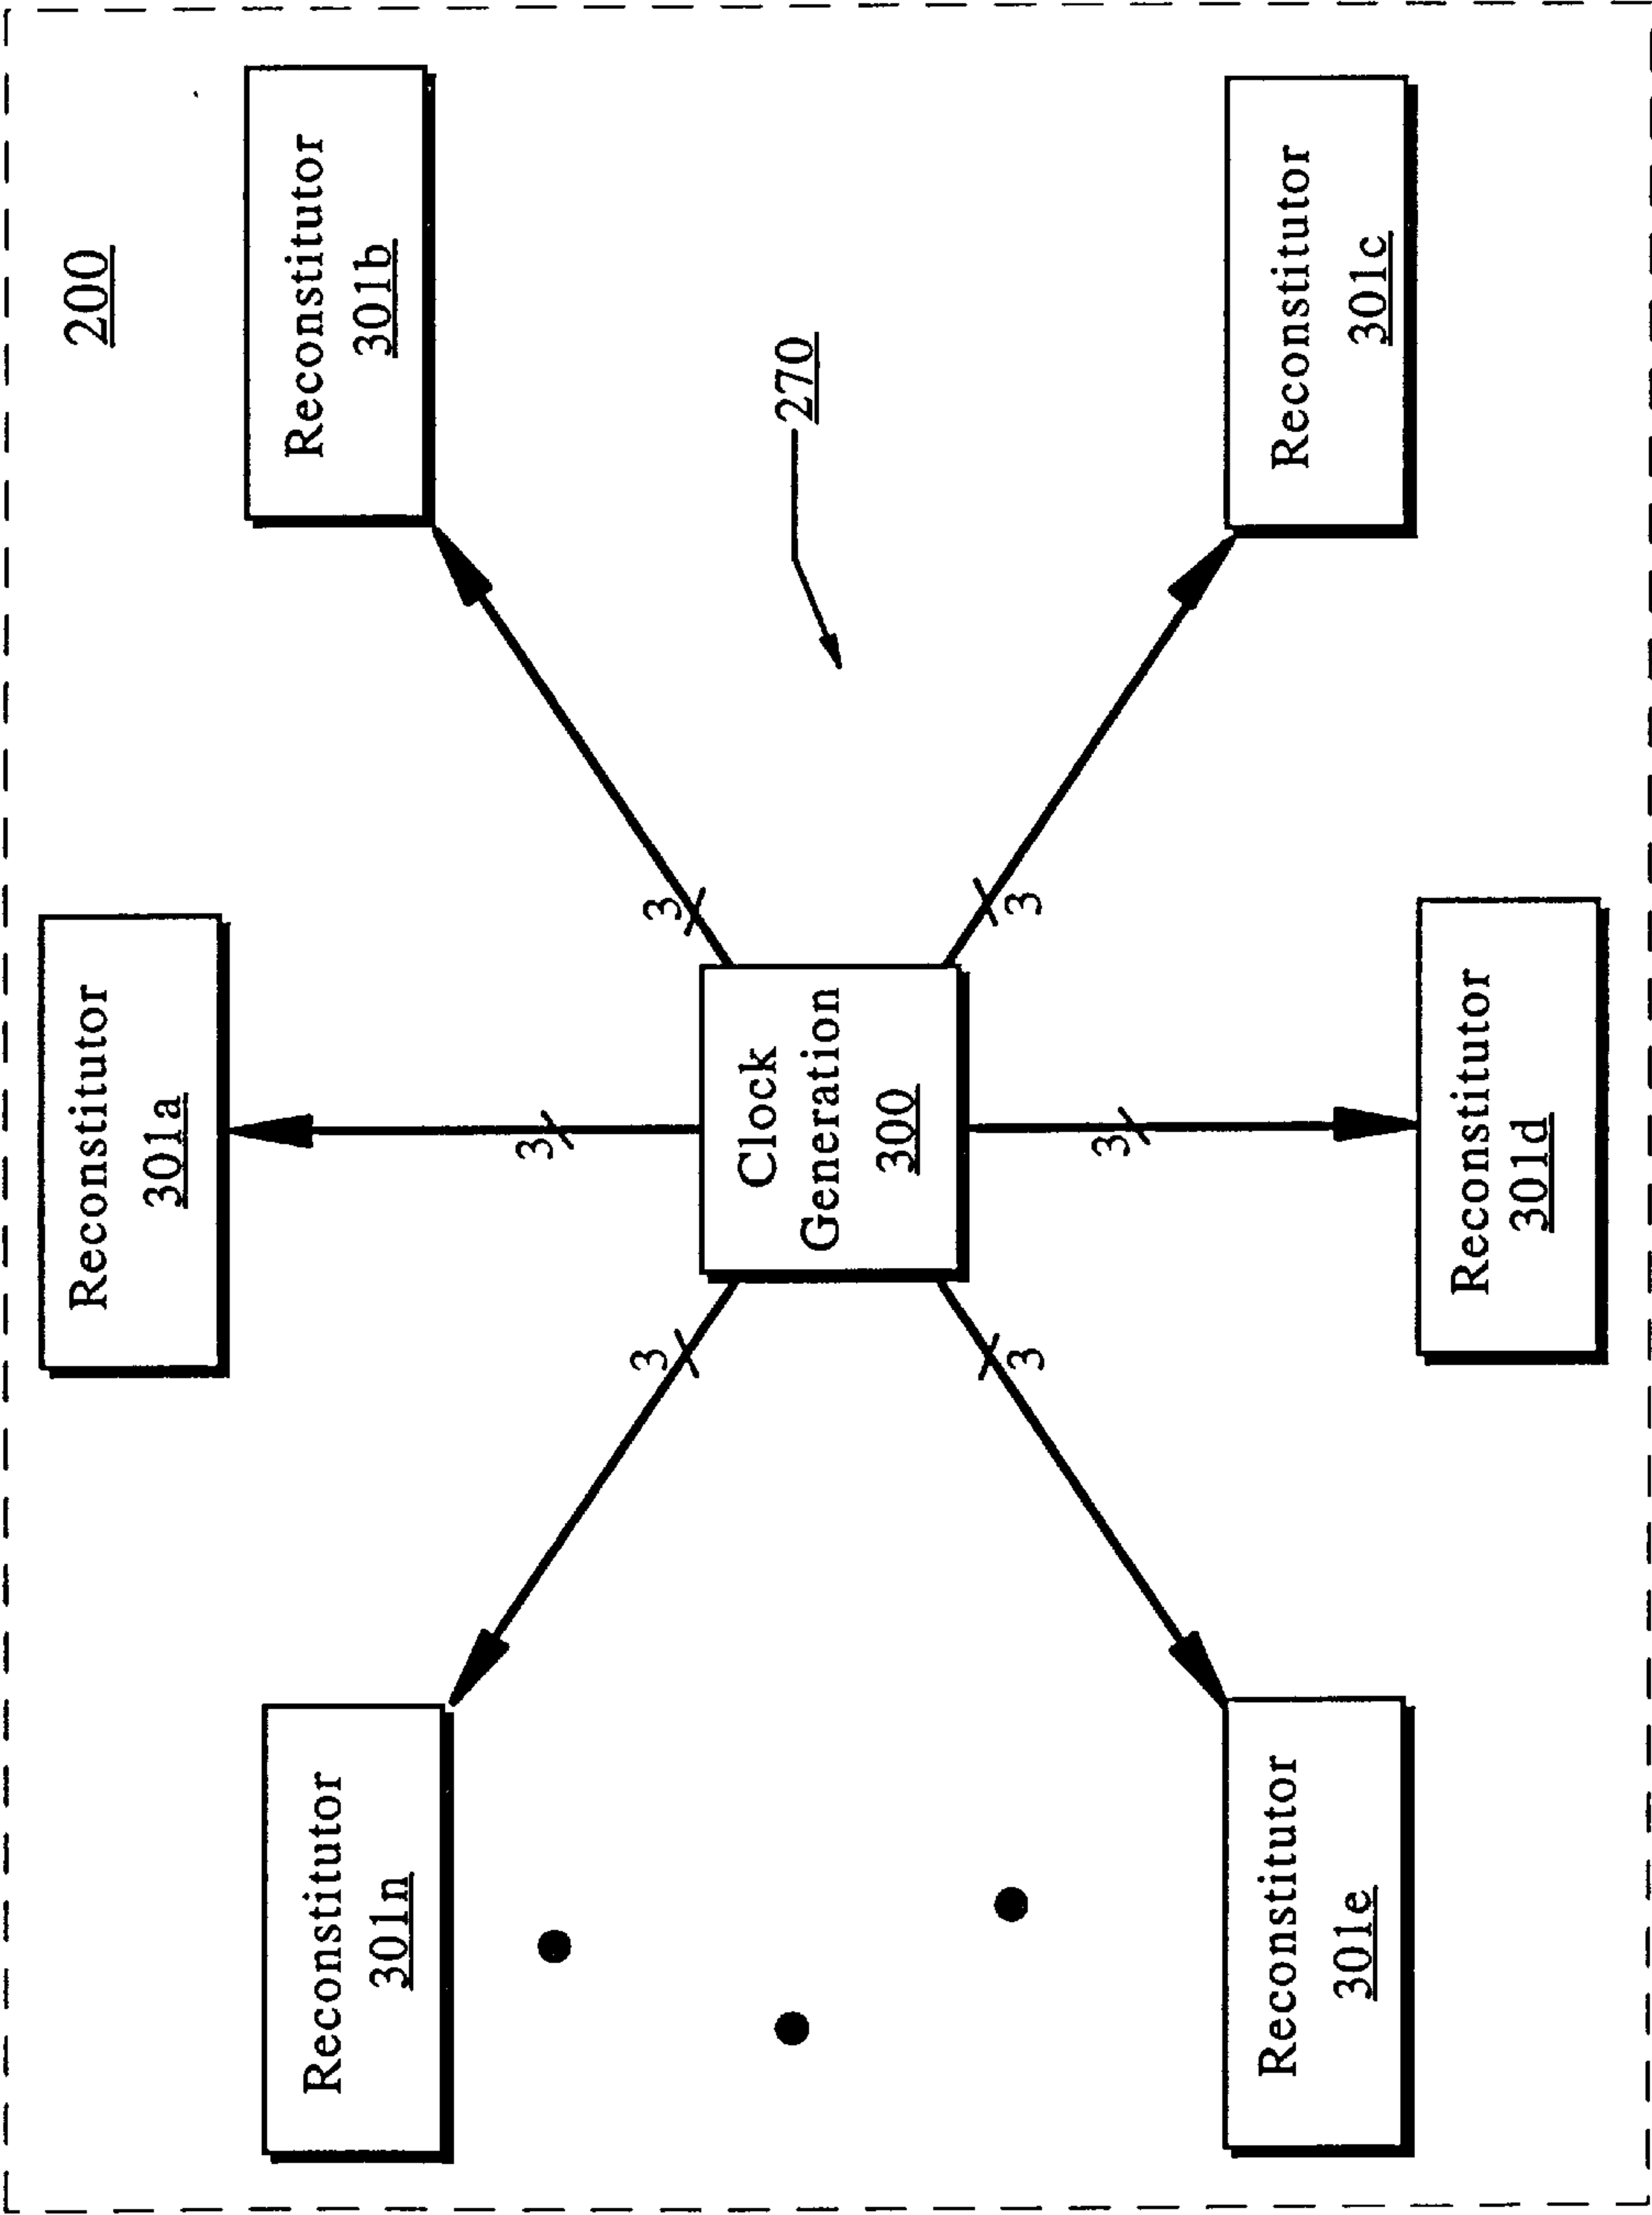 200
Reconstitutor
301a
Reconstitutor
301b
Reconstitutor
301n
3
3
3
270
Clock
Generation
300
3
3
3
Reconstitutor
301e
Reconstitutor
301c
Reconstitutor
301d